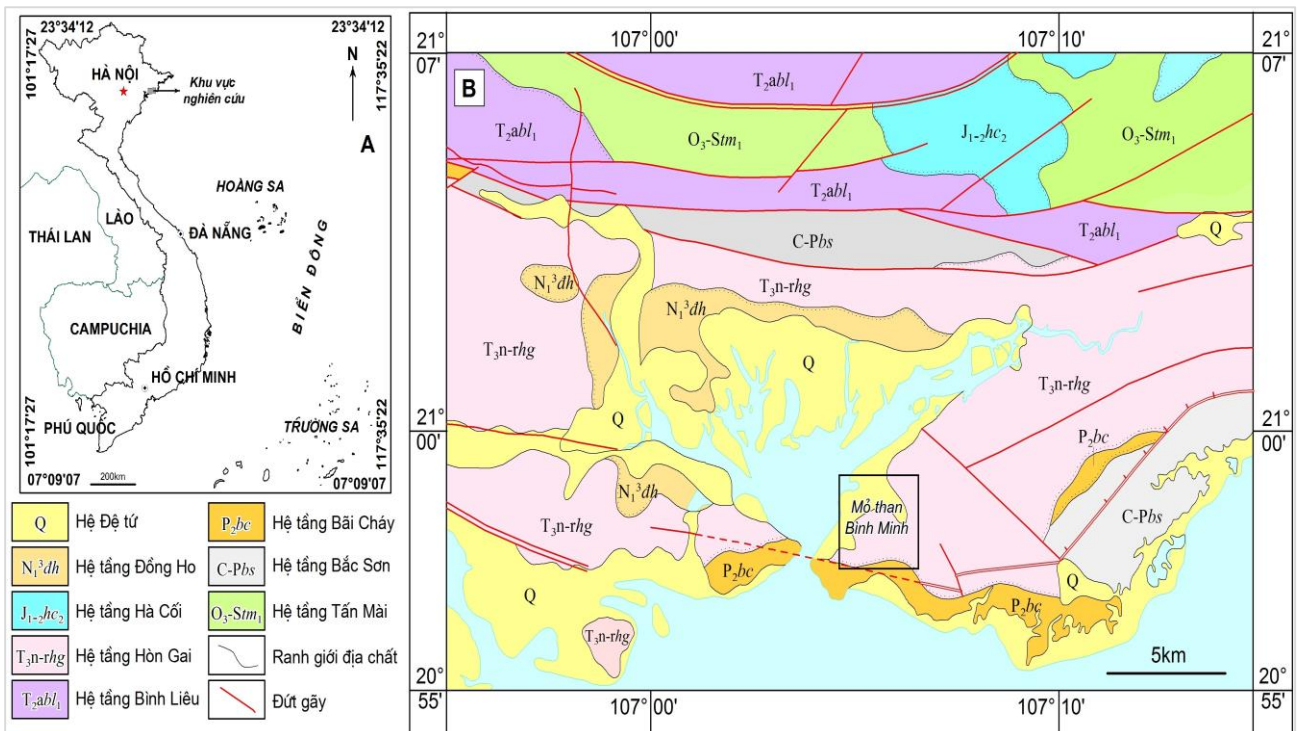 23°34'12
23°34'12
101°17'27
117°35'22
HÀ NỘI
Khu vực
nghiên cứu
N
A
HOÀNG SA
LÀO
THÁI LAN
ĐÀ NẴNG
BIỂN ĐÔNG
CAMPUCHIA
HỒ CHÍ MINH
PHÚ QUỐC
TRƯỜNG SA
101°17'27
117°35'22
07°09'07
200km
07°09'07
Q Hệ Đệ tứ
N₁³đh Hệ tầng Đồng Ho
J₁₋₂hc₂ Hệ tầng Hà Cối
T₃n-rhg Hệ tầng Hòn Gai
T₂abl₁ Hệ tầng Bình Liêu
P₂bc Hệ tầng Bãi Cháy
C-Pbs Hệ tầng Bắc Sơn
O₃-Stm₁ Hệ tầng Tấn Mài
Ranh giới địa chất
Đứt gãy
107°00'
107°10'
21°
07'
21°
07'
B
T₂abl₁
T₂abl₁
O₃-Stm₁
J₁₋₂hc₂
O₃-Stm₁
T₂abl₁
T₂abl₁
Q
C-Pbs
N₁³đh
T₃n-rhg
N₁³đh
T₃n-rhg
Q
T₃n-rhg
21°
00'
Q
21°
00'
P₂bc
N₁³đh
Mỏ than
Bình Minh
C-Pbs
T₃n-rhg
P₂bc
Q
Q
P₂bc
T₃n-rhg
5km
20°
55'
20°
55'
107°00'
107°10'